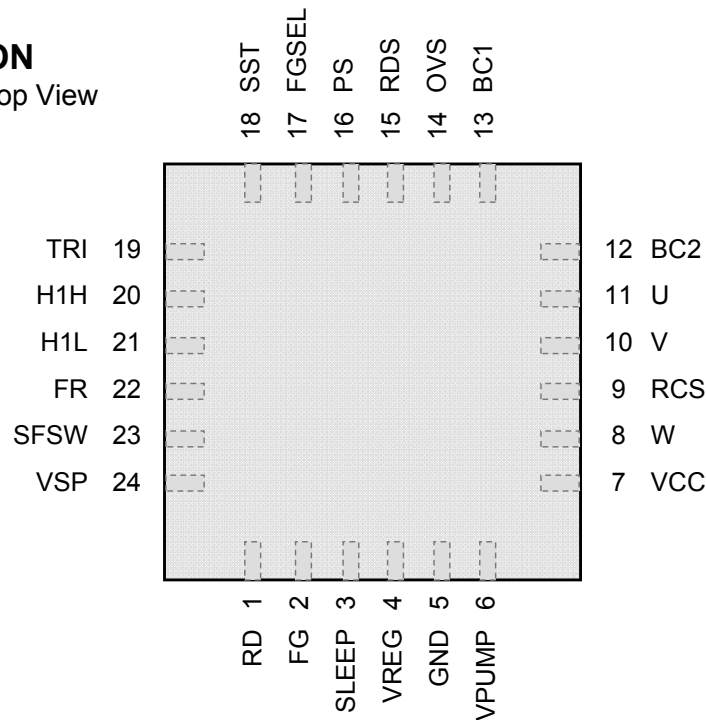 ON
op View
18 SST
17 FGSEL
16 PS
15 RDS
14 OVS
13 BC1
TRI 19
H1H 20
H1L 21
FR 22
SFSW 23
VSP 24
12 BC2
11 U
10 V
9 RCS
8 W
7 VCC
RD 1
FG 2
SLEEP 3
VREG 4
GND 5
VPUMP 6